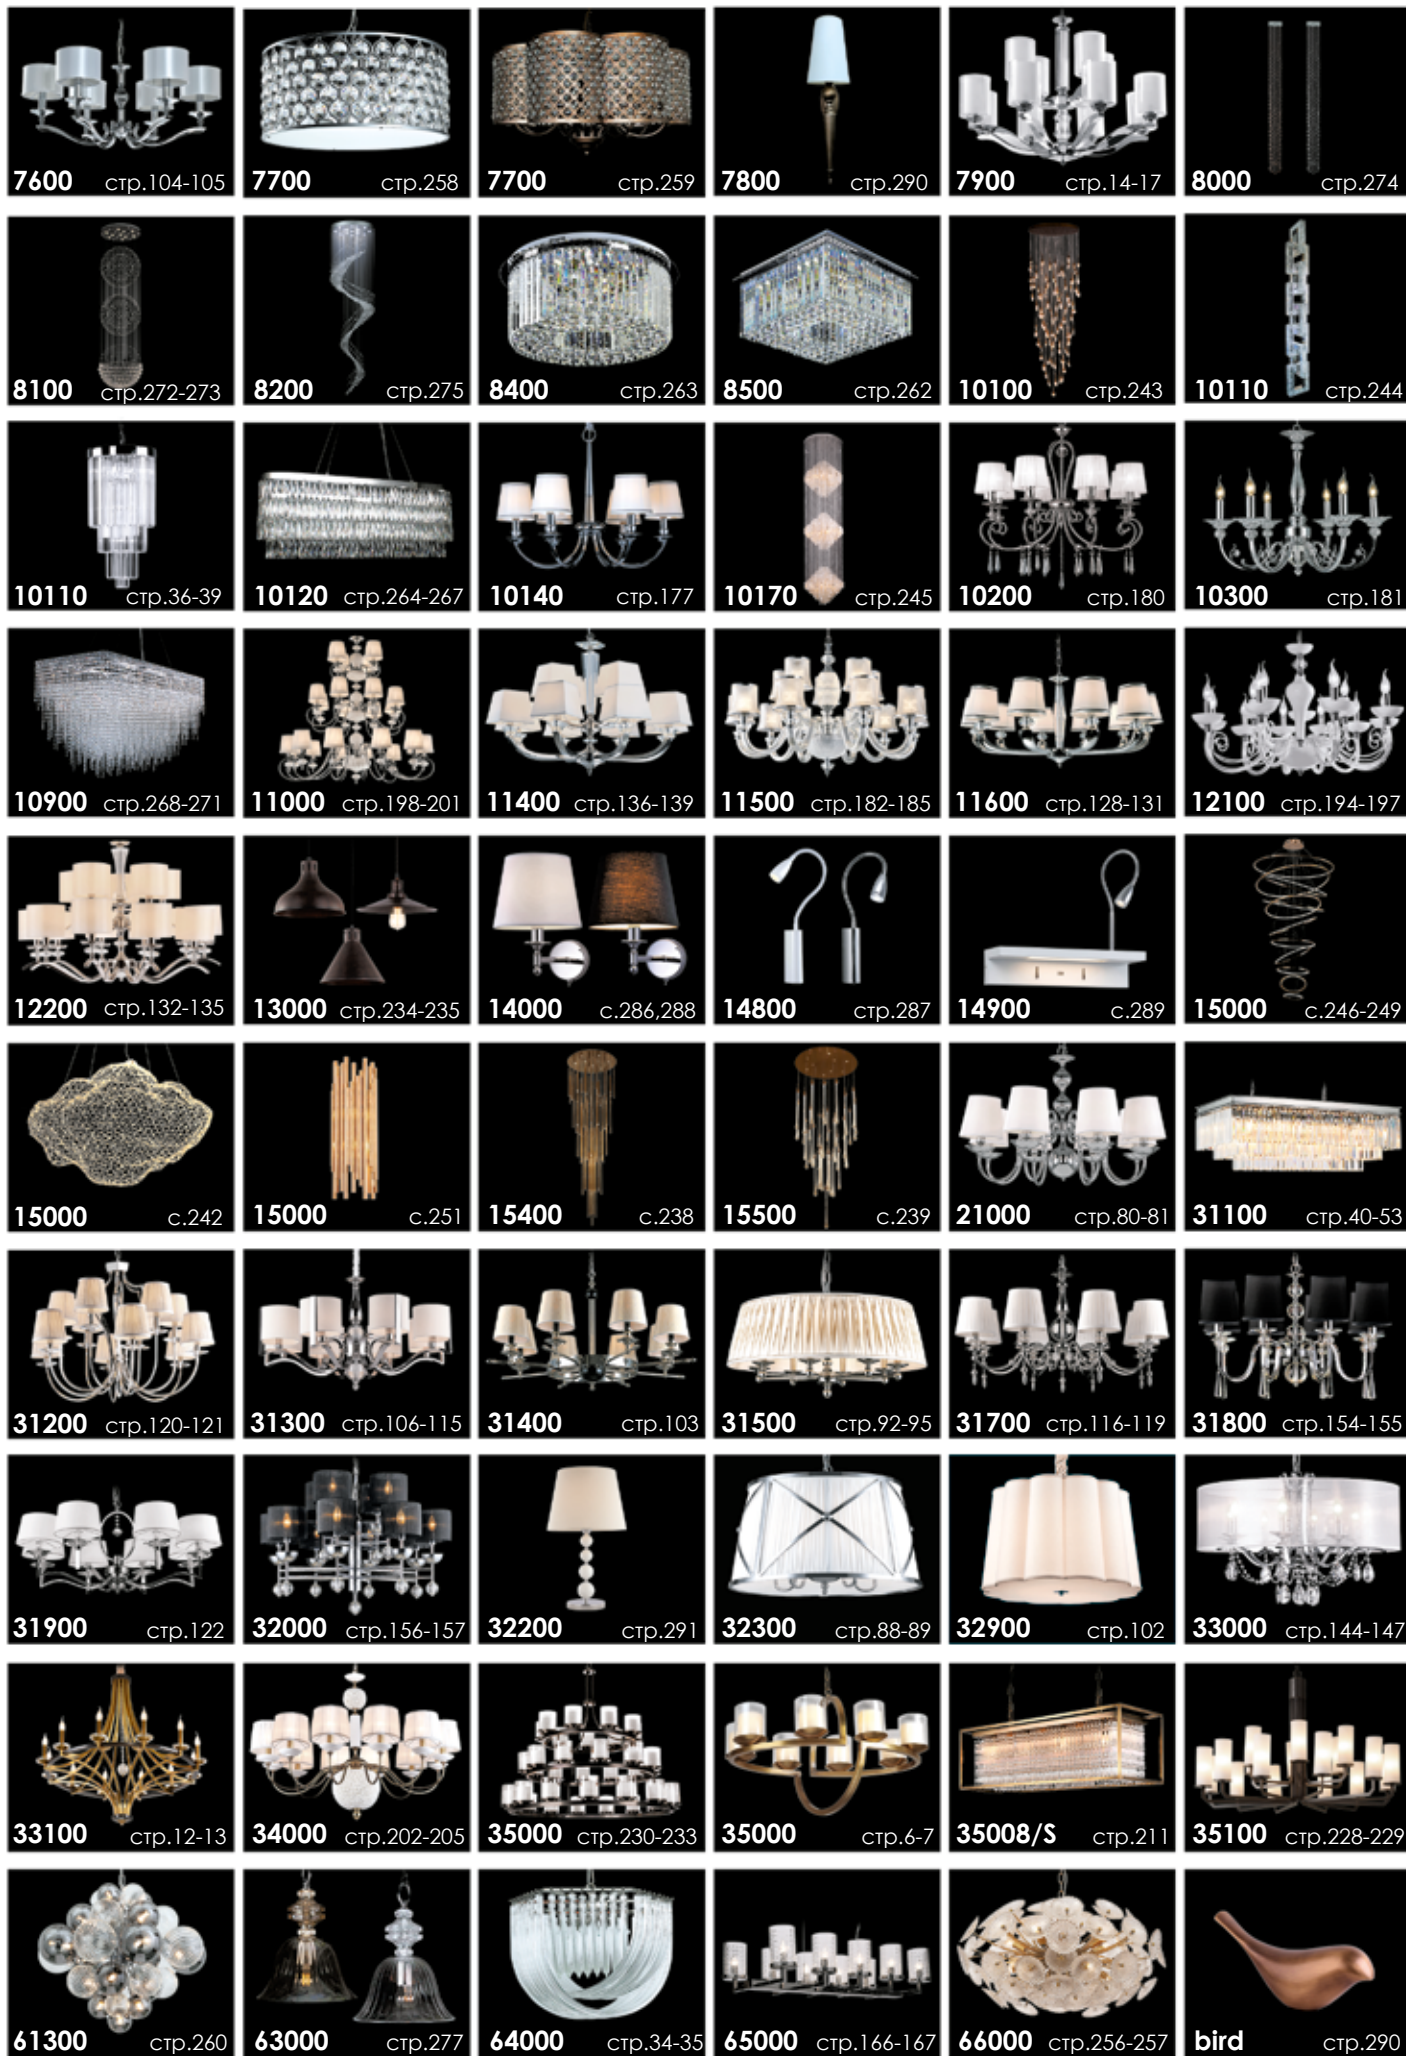 7600 стр.104-105
7700 стр.258
7700 стр.259
7800 стр.290
7900 стр.14-17
8000 стр.274
8100 стр.272-273
8200 стр.275
8400 стр.263
8500 стр.262
10100 стр.243
10110 стр.244
10110 стр.36-39
10120 стр.264-267
10140 стр.177
10170 стр.245
10200 стр.180
10300 стр.181
10900 стр.268-271
11000 стр.198-201
11400 стр.136-139
11500 стр.182-185
11600 стр.128-131
12100 стр.194-197
12200 стр.132-135
13000 стр.234-235
14000 с.286,288
14800 стр.287
14900 с.289
15000 с.246-249
15000 с.242
15000 с.251
15400 с.238
15500 с.239
21000 стр.80-81
31100 стр.40-53
31200 стр.120-121
31300 стр.106-115
31400 стр.103
31500 стр.92-95
31700 стр.116-119
31800 стр.154-155
31900 стр.122
32000 стр.156-157
32200 стр.291
32300 стр.88-89
32900 стр.102
33000 стр.144-147
33100 стр.12-13
34000 стр.202-205
35000 стр.230-233
35000 стр.6-7
35008/S стр.211
35100 стр.228-229
61300 стр.260
63000 стр.277
64000 стр.34-35
65000 стр.166-167
66000 стр.256-257
bird стр.290